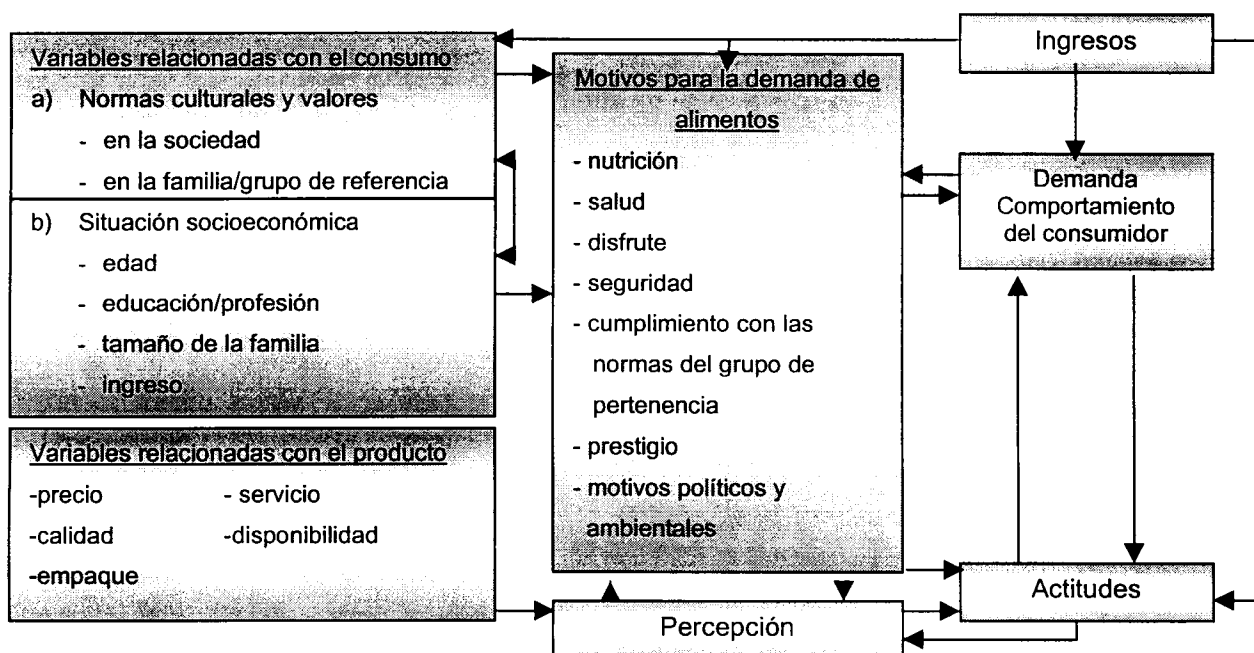 Variables relacionadas con el consumo
a) Normas culturales y valores
- en la sociedad
- en la familia/grupo de referencia
b) Situación socioeconómica
- edad
- educación/profesión
- tamaño de la familia
- ingreso.
Variables relacionadas con el producto
-precio - servicio
-calidad -disponibilidad
-empaque
Motivos para la demanda de
alimentos
- nutrición
- salud
- disfrute
- seguridad
- cumplimiento con las
normas del grupo de
pertenencia
- prestigio
- motivos políticos y
ambientales
Percepción
Ingresos
Demanda
Comportamiento
del consumidor
Actitudes